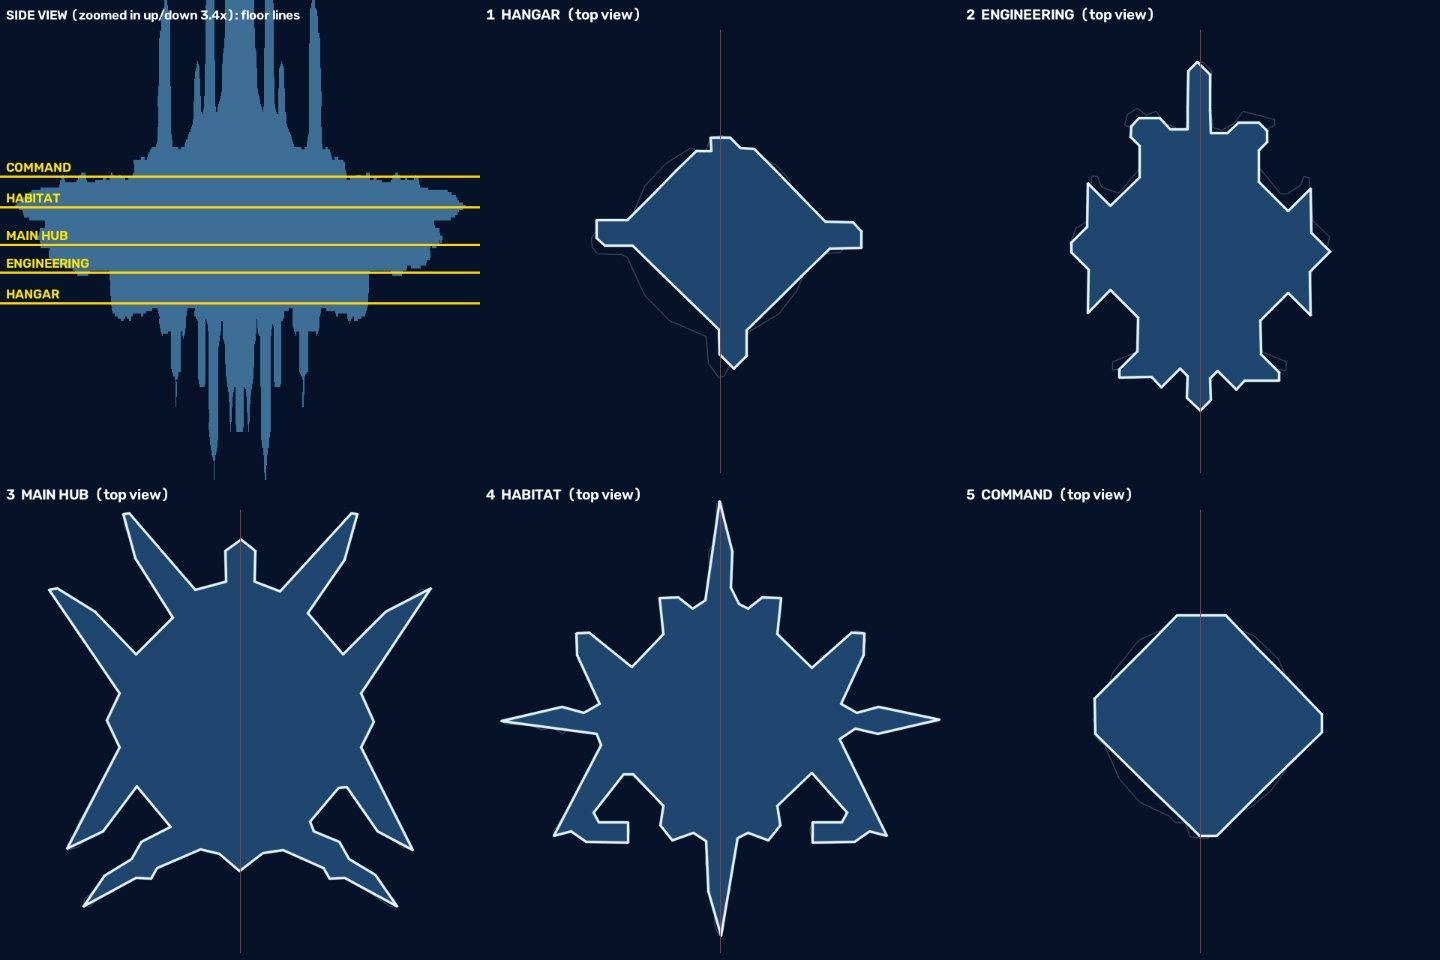 SIDE VIEW (zoomed in up/down 3.4x): floor lines
1 HANGAR (top view)
2 ENGINEERING (top view)
COMMAND
HABITAT
MAIN HUB
ENGINEERING
HANGAR
3 MAIN HUB (top view)
4 HABITAT (top view)
5 COMMAND (top view)